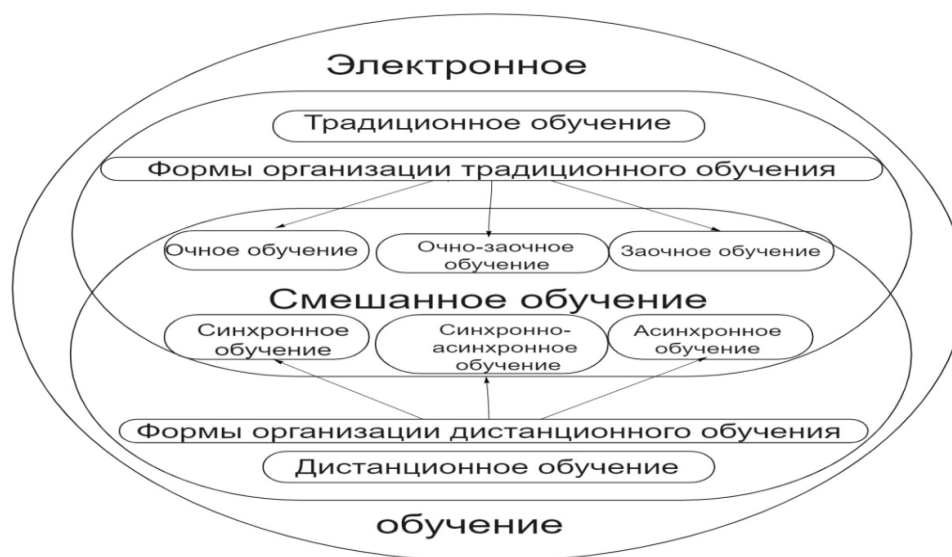 Электронное
Традиционное обучение
Формы организации традиционного обучения
Очное обучение
Очно-заочное
обучение
Заочное обучение
Смешанное обучение
Синхронное
обучение
Синхронно-
асинхронное
обучение
Асинхронное
обучение
Формы организации дистанционного обучения
Дистанционное обучение
обучение